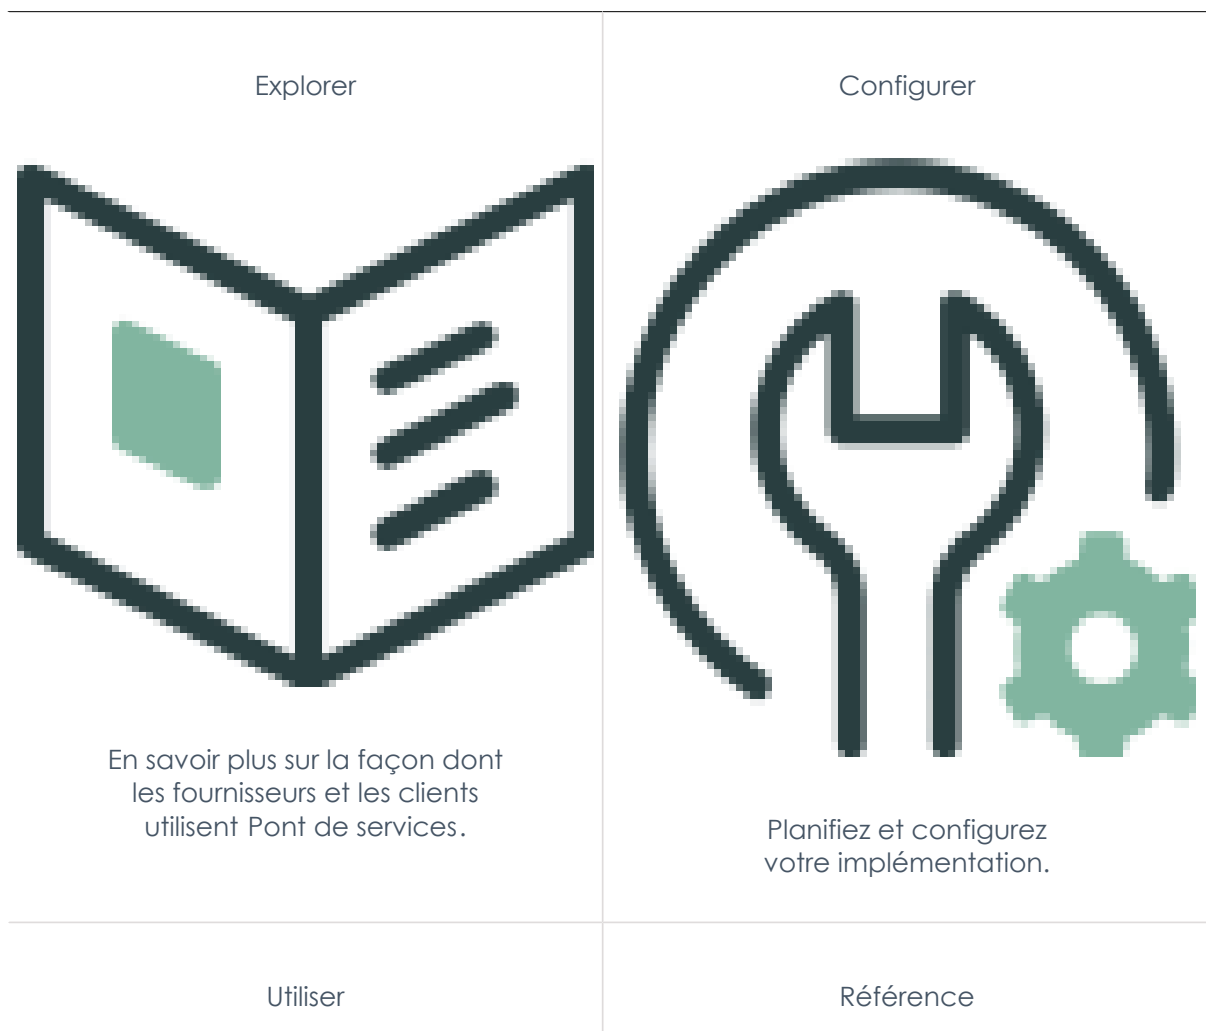 Explorer
Configurer
En savoir plus sur la façon dont
les fournisseurs et les clients
utilisent Pont de services.
Planifiez et configurez
votre implémentation.
Utiliser
Référence